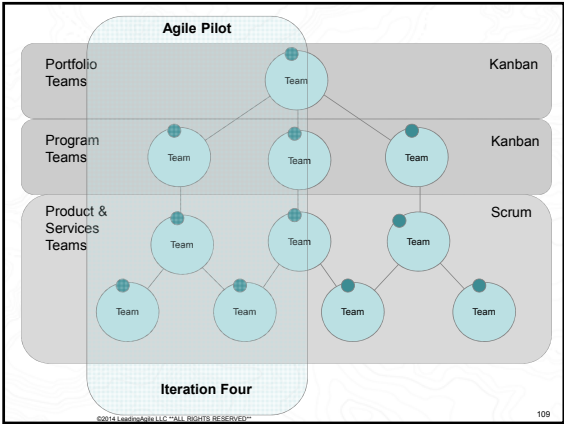 Agile Pilot
Portfolio
Teams
Kanban
Team
Program
Teams
Kanban
Team
Team
Team
Product &
Services
Teams
Scrum
Team
Team
Team
Team
Team
Team
Team
Iteration Four
©2014 LeadingAgile LLC **ALL RIGHTS RESERVED**
109